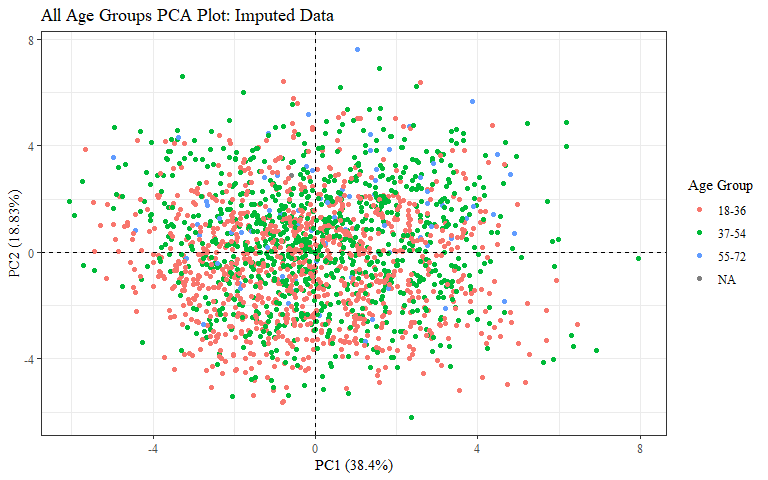 All Age Groups PCA Plot: Imputed Data
8
4
0
-4
PC2 (18.83%)
-4
0
4
8
PC1 (38.4%)
Age Group
18-36
37-54
55-72
NA